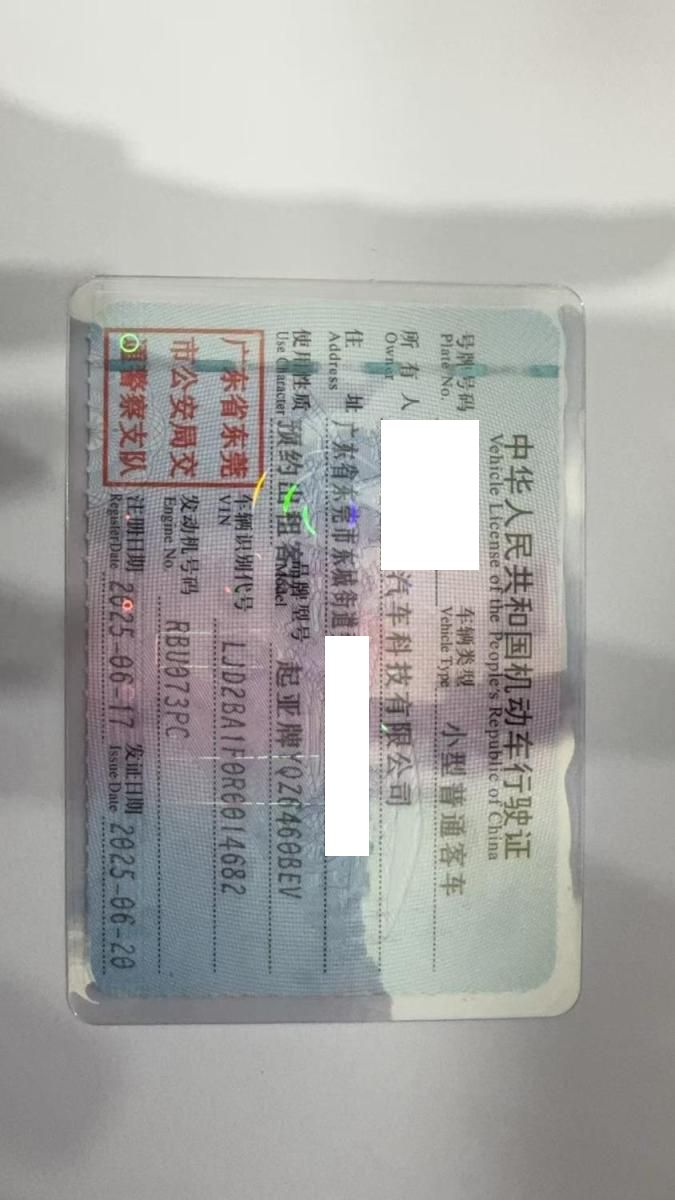 中华人民共和国机动车行驶证
Vehicle License of the People's Republic of China
号牌号码
Plate No.
车辆类型 小型普通客车
Vehicle Type
所有人 汽车科技有限公司
Owner
住址 广东省东莞市东城街道
Address
使用性质 预约出租客 品牌型号 起亚牌YQZ6460BEV
Use Character Model
广东省东莞
市公安局交
通警察支队
车辆识别代号 LJD2BA1F0R0014682
VIN
发动机号码 RBU073PC
Engine No.
注册日期 2025-06-17 发证日期 2025-06-20
Register Date Issue Date